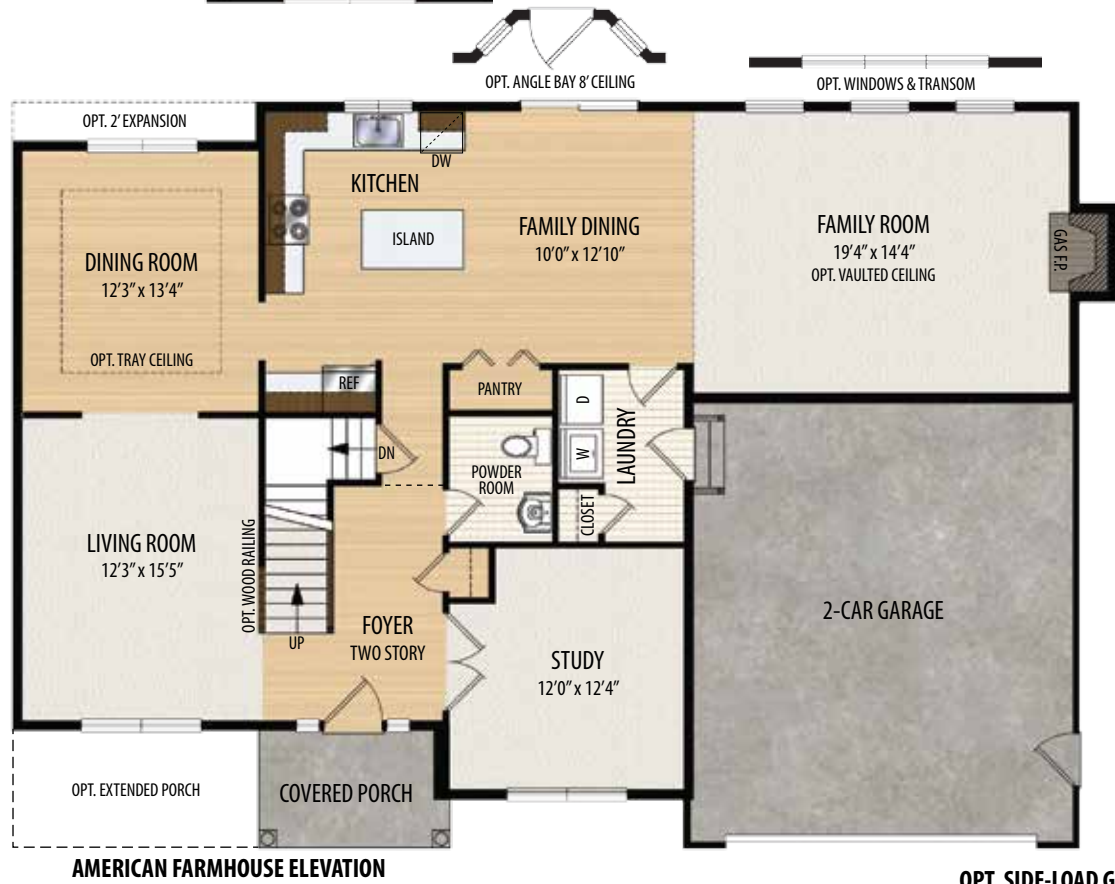 OPT. ANGLE BAY 8' CEILING
OPT. WINDOWS & TRANSOM
OPT. 2' EXPANSION
DW
KITCHEN
ISLAND
FAMILY DINING
10'0" x 12'10"
FAMILY ROOM
19'4" x 14'4"
OPT. VAULTED CEILING
GAS F.P.
DINING ROOM
12'3" x 13'4"
OPT. TRAY CEILING
REF
PANTRY
D
W
LAUNDRY
DN
POWDER
ROOM
CLOSET
LIVING ROOM
12'3" x 15'5"
OPT. WOOD RAILING
UP
FOYER
TWO STORY
STUDY
12'0" x 12'4"
2-CAR GARAGE
OPT. EXTENDED PORCH
COVERED PORCH
AMERICAN FARMHOUSE ELEVATION
OPT. SIDE-LOAD G